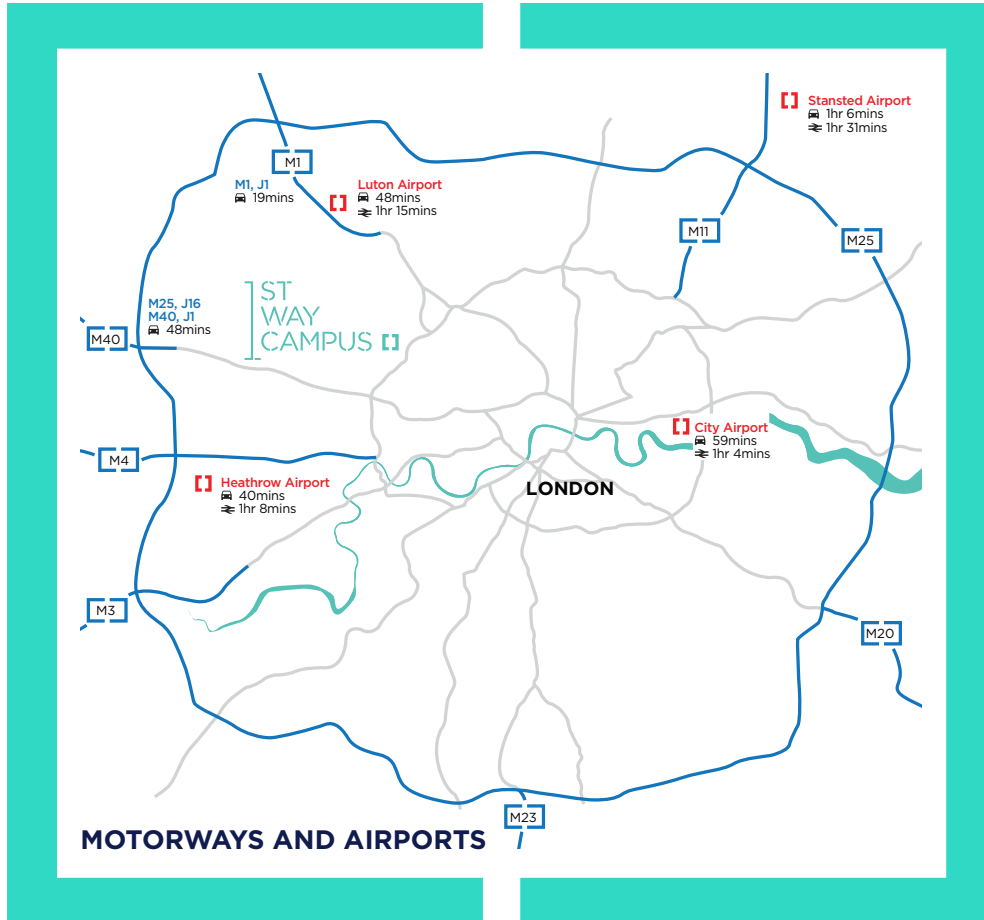 Stansted Airport
1hr 6mins
1hr 31mins
M1
M1, J1
19mins
Luton Airport
48mins
1hr 15mins
M11
M25
M25, J16
M40, J1
48mins
M40
ST
WAY
CAMPUS
City Airport
59mins
1hr 4mins
M4
Heathrow Airport
40mins
1hr 8mins
LONDON
M3
M20
M23
MOTORWAYS AND AIRPORTS